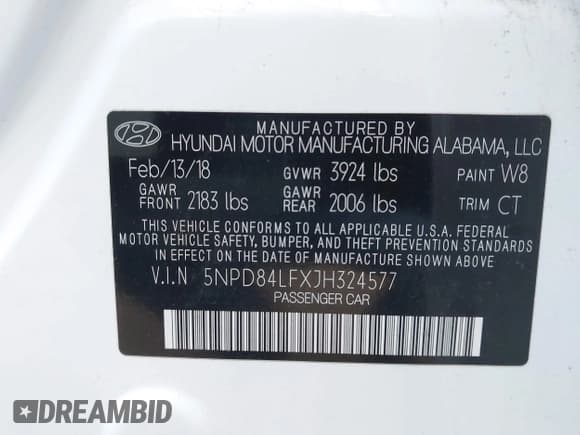 MANUFACTURED BY
HYUNDAI MOTOR MANUFACTURING ALABAMA, LLC
Feb/13/18 GVWR 3924 lbs PAINT W8
GAWR FRONT 2183 lbs GAWR REAR 2006 lbs TRIM CT
THIS VEHICLE CONFORMS TO ALL APPLICABLE U.S.A. FEDERAL
MOTOR VEHICLE SAFETY, BUMPER, AND THEFT PREVENTION STANDARDS
IN EFFECT ON THE DATE OF MANUFACTURE SHOWN ABOVE.
V.I.N 5NPD84LFXJH324577
PASSENGER CAR
DREAMBID